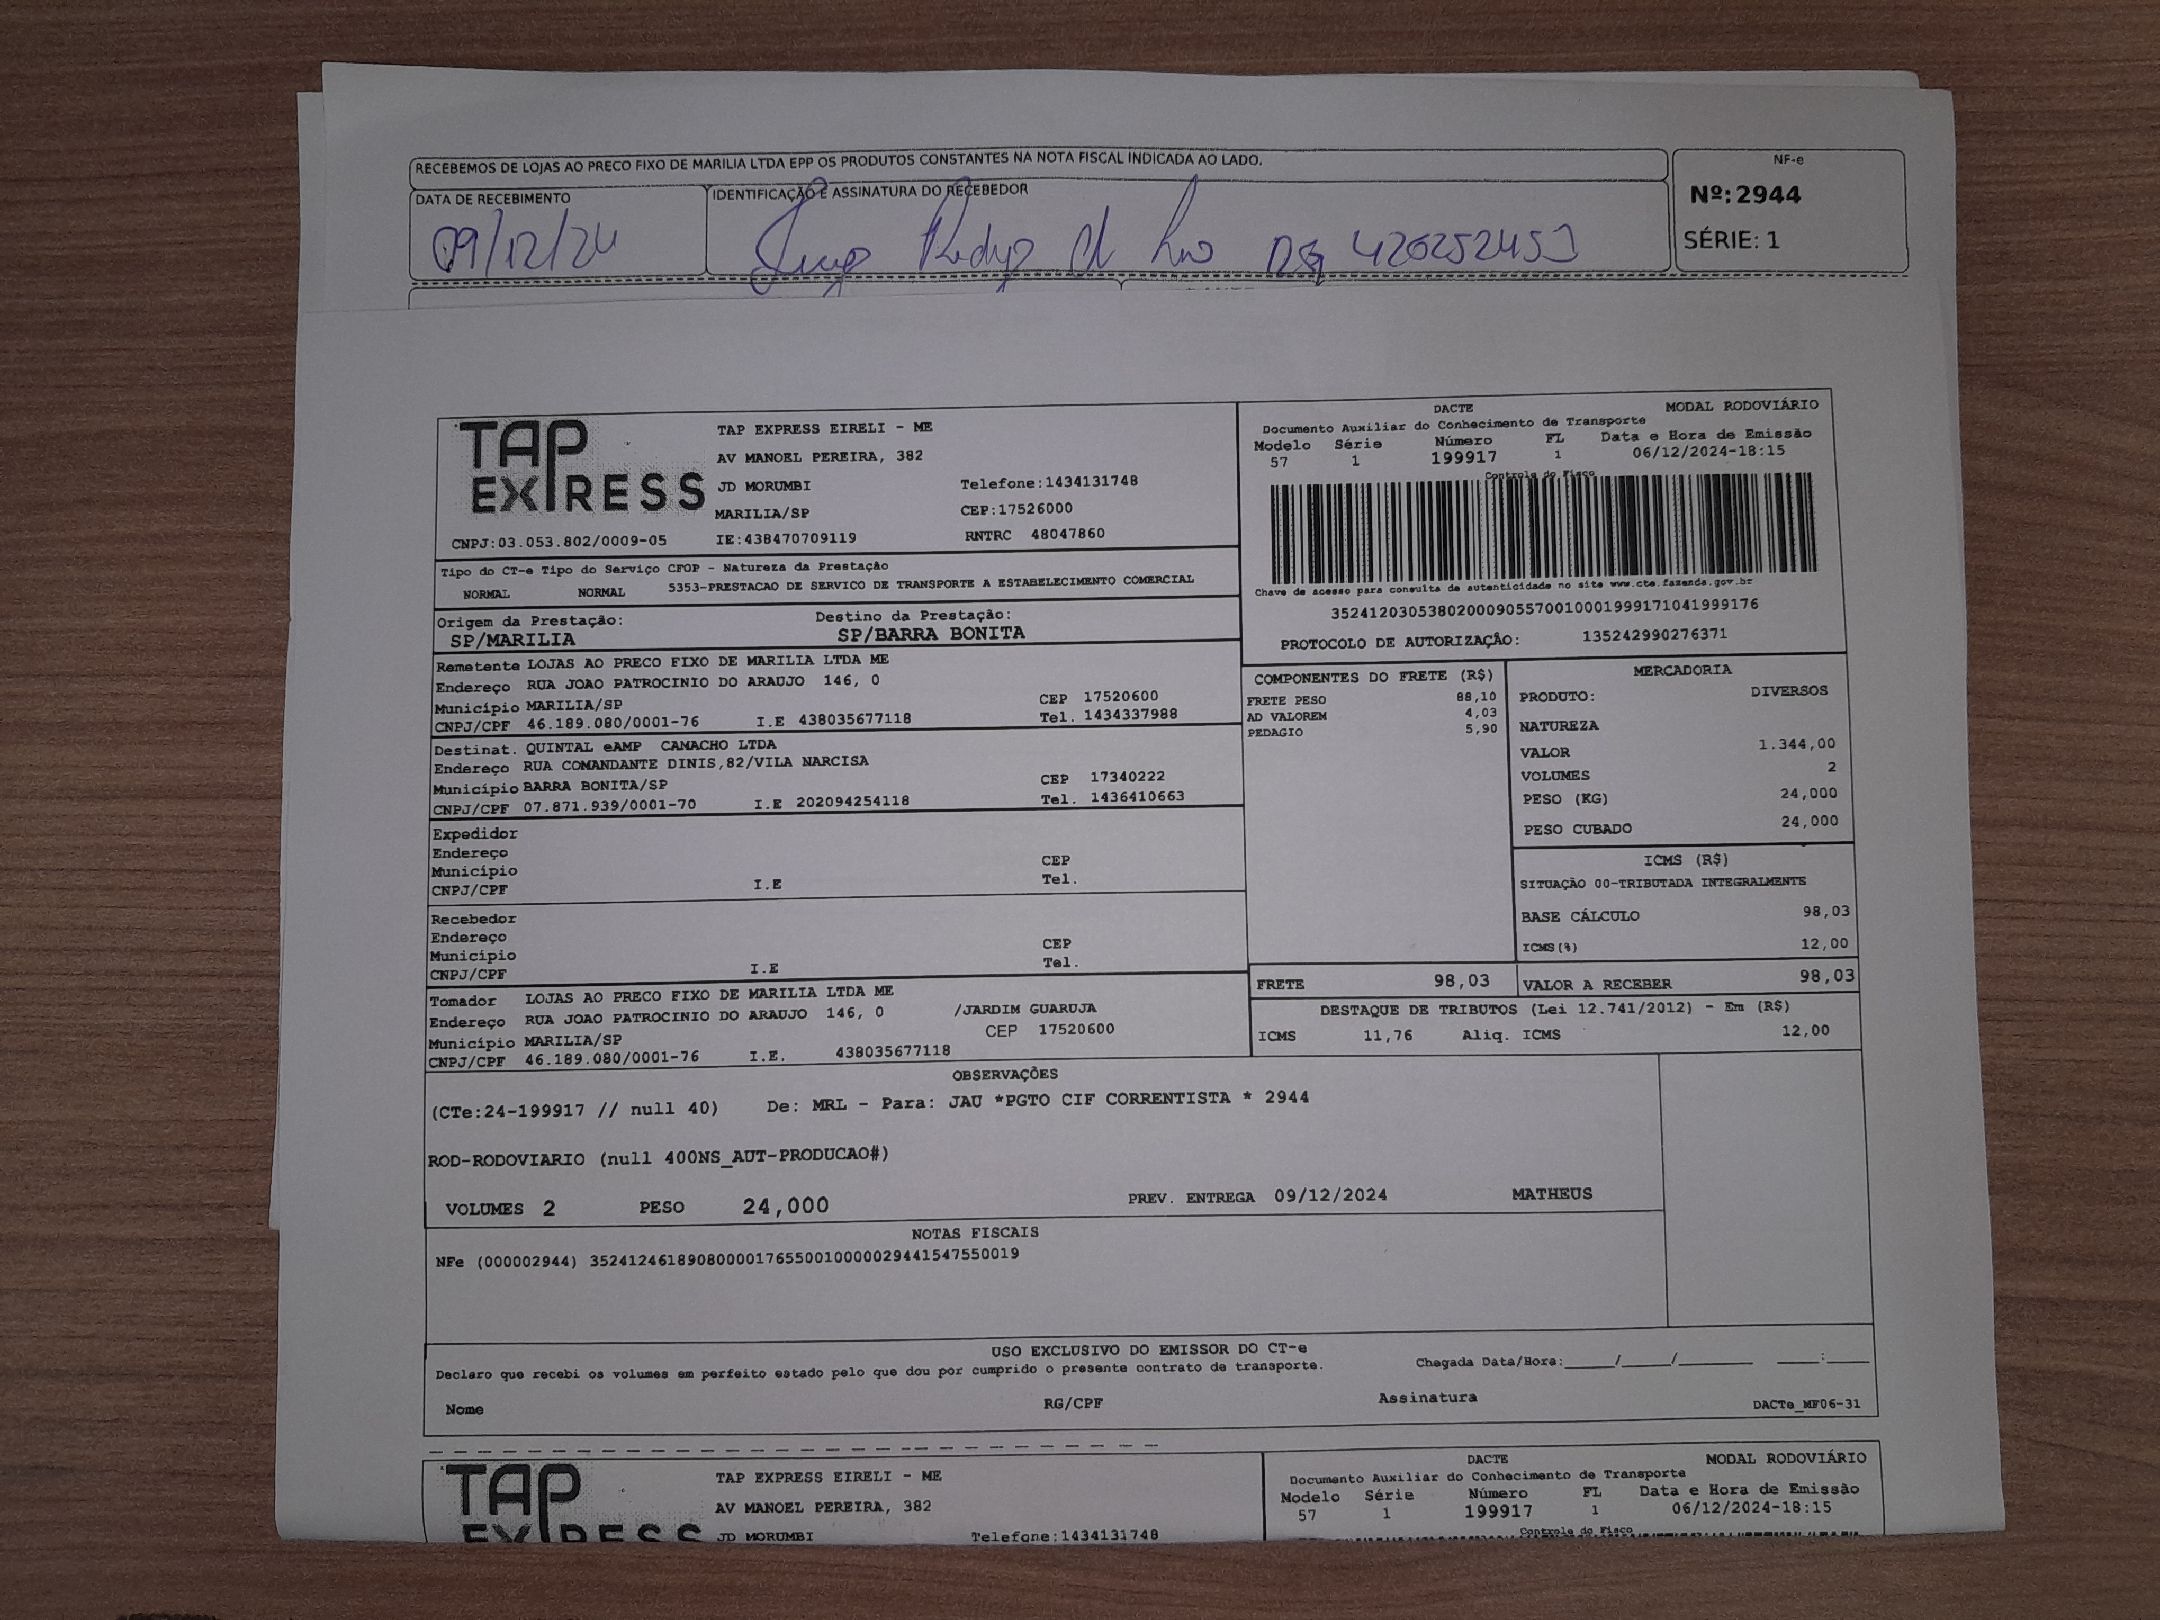 RECEBEMOS DE LOJAS AO PRECO FIXO DE MARILIA LTDA EPP OS PRODUTOS CONSTANTES NA NOTA FISCAL INDICADA AO LADO.
DATA DE RECEBIMENTO
IDENTIFICAÇÃO E ASSINATURA DO RECEBEDOR
09/12/24
NF-e
Nº: 2944
SÉRIE: 1
TAP EXPRESS
TAP EXPRESS EIRELI - ME
AV MANOEL PEREIRA, 382
JD MORUMBI Telefone:1434131748
MARILIA/SP CEP:17526000
CNPJ:03.053.802/0009-05 IE:438470709119 RNTRC 48047860
DACTE MODAL RODOVIÁRIO
Documento Auxiliar do Conhecimento de Transporte
Modelo Série Número FL Data e Hora de Emissão
57 1 199917 1 06/12/2024-18:15
Controle do Fisco
Chave de acesso para consulta de autenticidade no site www.cte.fazenda.gov.br
35241203053802000905570010001999171041999176
PROTOCOLO DE AUTORIZAÇÃO: 135242990276371
Tipo do CT-e Tipo do Serviço CFOP - Natureza da Prestação
NORMAL NORMAL 5353-PRESTACAO DE SERVICO DE TRANSPORTE A ESTABELECIMENTO COMERCIAL
Origem da Prestação: Destino da Prestação:
SP/MARILIA SP/BARRA BONITA
Remetente LOJAS AO PRECO FIXO DE MARILIA LTDA ME
Endereço RUA JOAO PATROCINIO DO ARAUJO 146, 0
Município MARILIA/SP CEP 17520600
CNPJ/CPF 46.189.080/0001-76 I.E 438035677118 Tel. 1434337988
Destinat. QUINTAL eAMP CAMACHO LTDA
Endereço RUA COMANDANTE DINIS,82/VILA NARCISA
Município BARRA BONITA/SP CEP 17340222
CNPJ/CPF 07.871.939/0001-70 I.E 202094254118 Tel. 1436410663
Expedidor
Endereço
Município CEP
CNPJ/CPF I.E Tel.
Recebedor
Endereço
Município CEP
CNPJ/CPF I.E Tel.
Tomador LOJAS AO PRECO FIXO DE MARILIA LTDA ME
Endereço RUA JOAO PATROCINIO DO ARAUJO 146, 0 /JARDIM GUARUJA
Município MARILIA/SP CEP 17520600
CNPJ/CPF 46.189.080/0001-76 I.E. 438035677118
COMPONENTES DO FRETE (R$)
FRETE PESO 88,10
AD VALOREM 4,03
PEDAGIO 5,90
MERCADORIA
PRODUTO: DIVERSOS
NATUREZA
VALOR 1.344,00
VOLUMES 2
PESO (KG) 24,000
PESO CUBADO 24,000
ICMS (R$)
SITUAÇÃO 00-TRIBUTADA INTEGRALMENTE
BASE CÁLCULO 98,03
ICMS(%) 12,00
FRETE 98,03 VALOR A RECEBER 98,03
DESTAQUE DE TRIBUTOS (Lei 12.741/2012) - Em (R$)
ICMS 11,76 Aliq. ICMS 12,00
OBSERVAÇÕES
(CTe:24-199917 // null 40) De: MRL - Para: JAU *PGTO CIF CORRENTISTA * 2944
ROD-RODOVIARIO (null 400NS_AUT-PRODUCAO#)
VOLUMES 2 PESO 24,000 PREV. ENTREGA 09/12/2024 MATHEUS
NOTAS FISCAIS
NFe (000002944) 35241246189080000176550010000029441547550019
USO EXCLUSIVO DO EMISSOR DO CT-e
Declaro que recebi os volumes em perfeito estado pelo que dou por cumprido o presente contrato de transporte. Chegada Data/Hora:_____/_____/_______ ____:____
Nome RG/CPF Assinatura DACTe_MF06-31
TAP EXPRESS
TAP EXPRESS EIRELI - ME
AV MANOEL PEREIRA, 382
JD MORUMBI Telefone:1434131748
DACTE MODAL RODOVIÁRIO
Documento Auxiliar do Conhecimento de Transporte
Modelo Série Número FL Data e Hora de Emissão
57 1 199917 1 06/12/2024-18:15
Controle do Fisco